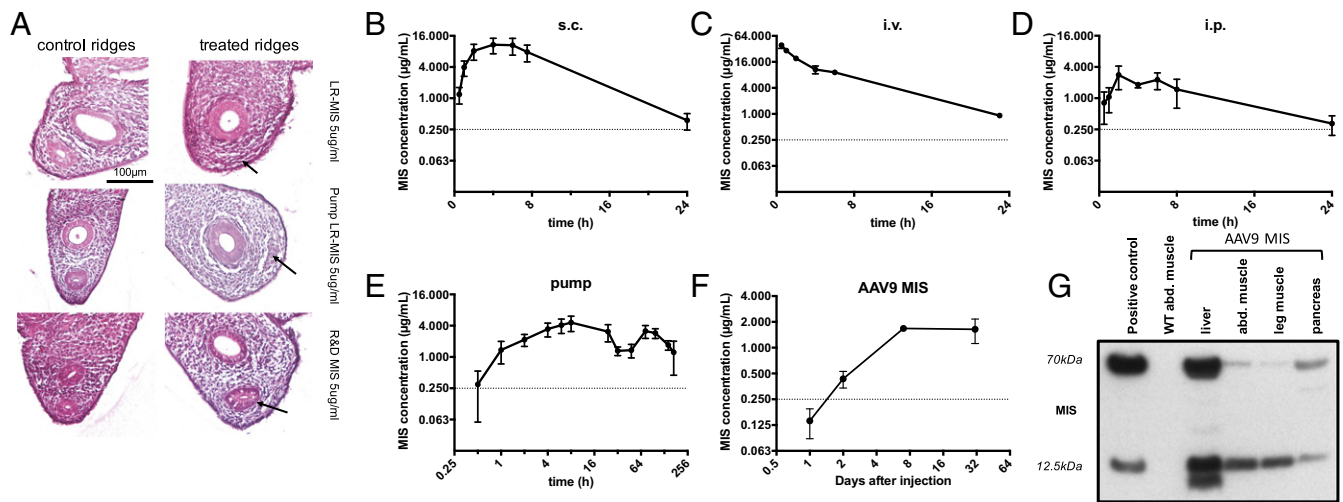 A
control ridges
treated ridges
LR-MIS 5ug/ml
100µm
Pump LR-MIS 5ug/ml
R&D MIS 5ug/ml
B
s.c.
MIS concentration (µg/mL)
16.000
4.000
1.000
0.250
0.063
0
8
16
24
time (h)
C
i.v.
MIS concentration (µg/mL)
64.000
16.000
4.000
1.000
0.250
0.063
0
8
16
24
time (h)
D
i.p.
MIS concentration (µg/mL)
16.000
4.000
1.000
0.250
0.063
0
8
16
24
time (h)
E
pump
MIS concentration (µg/mL)
16.000
4.000
1.000
0.250
0.063
0.25
1
4
16
64
256
time (h)
F
AAV9 MIS
MIS concentration (µg/mL)
4.000
2.000
1.000
0.500
0.250
0.125
0.063
0.5
1
2
4
8
16
32
64
Days after injection
G
Positive control
WT abd. muscle
AAV9 MIS
liver
abd. muscle
leg muscle
pancreas
70kDa
MIS
12.5kDa